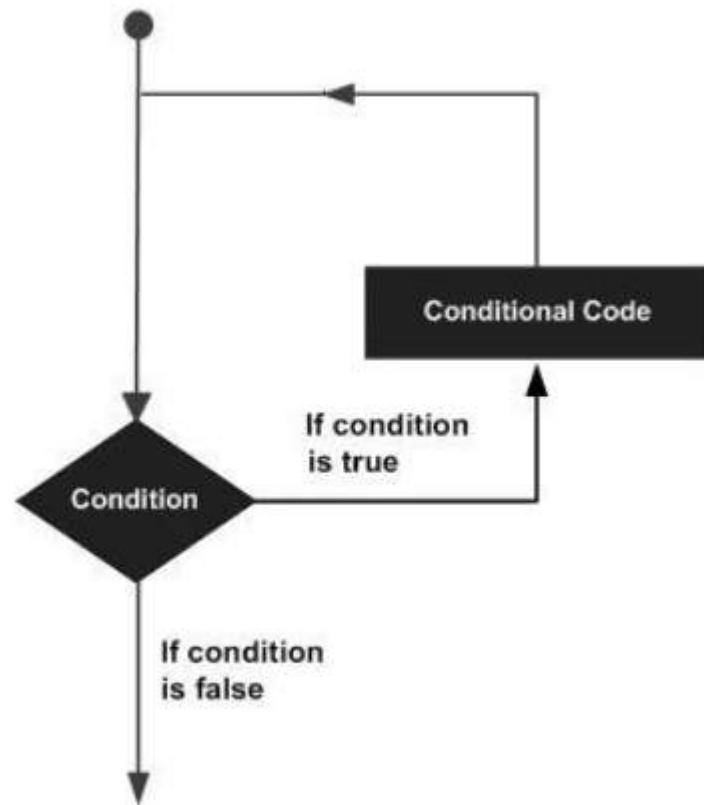 Conditional Code
If condition
is true
Condition
If condition
is false